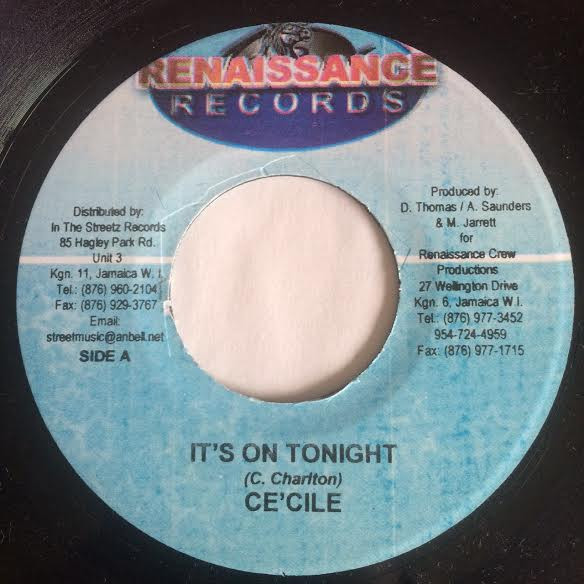 RENAISSANCE
RECORDS
Distributed by:
In The Streetz Records
85 Hagley Park Rd.
Unit 3
Kgn. 11, Jamaica W. I.
Tel.: (876) 960-2104
Fax: (876) 929-3767
Email:
streetmusic@anbell.net
SIDE A
Produced by:
D. Thomas / A. Saunders
& M. Jarrett
for
Renaissance Crew
Productions
27 Wellington Drive
Kgn. 6, Jamaica W.I.
Tel.: (876) 977-3452
954-724-4959
Fax: (876) 977-1715
IT'S ON TONIGHT
(C. Charlton)
CE'CILE